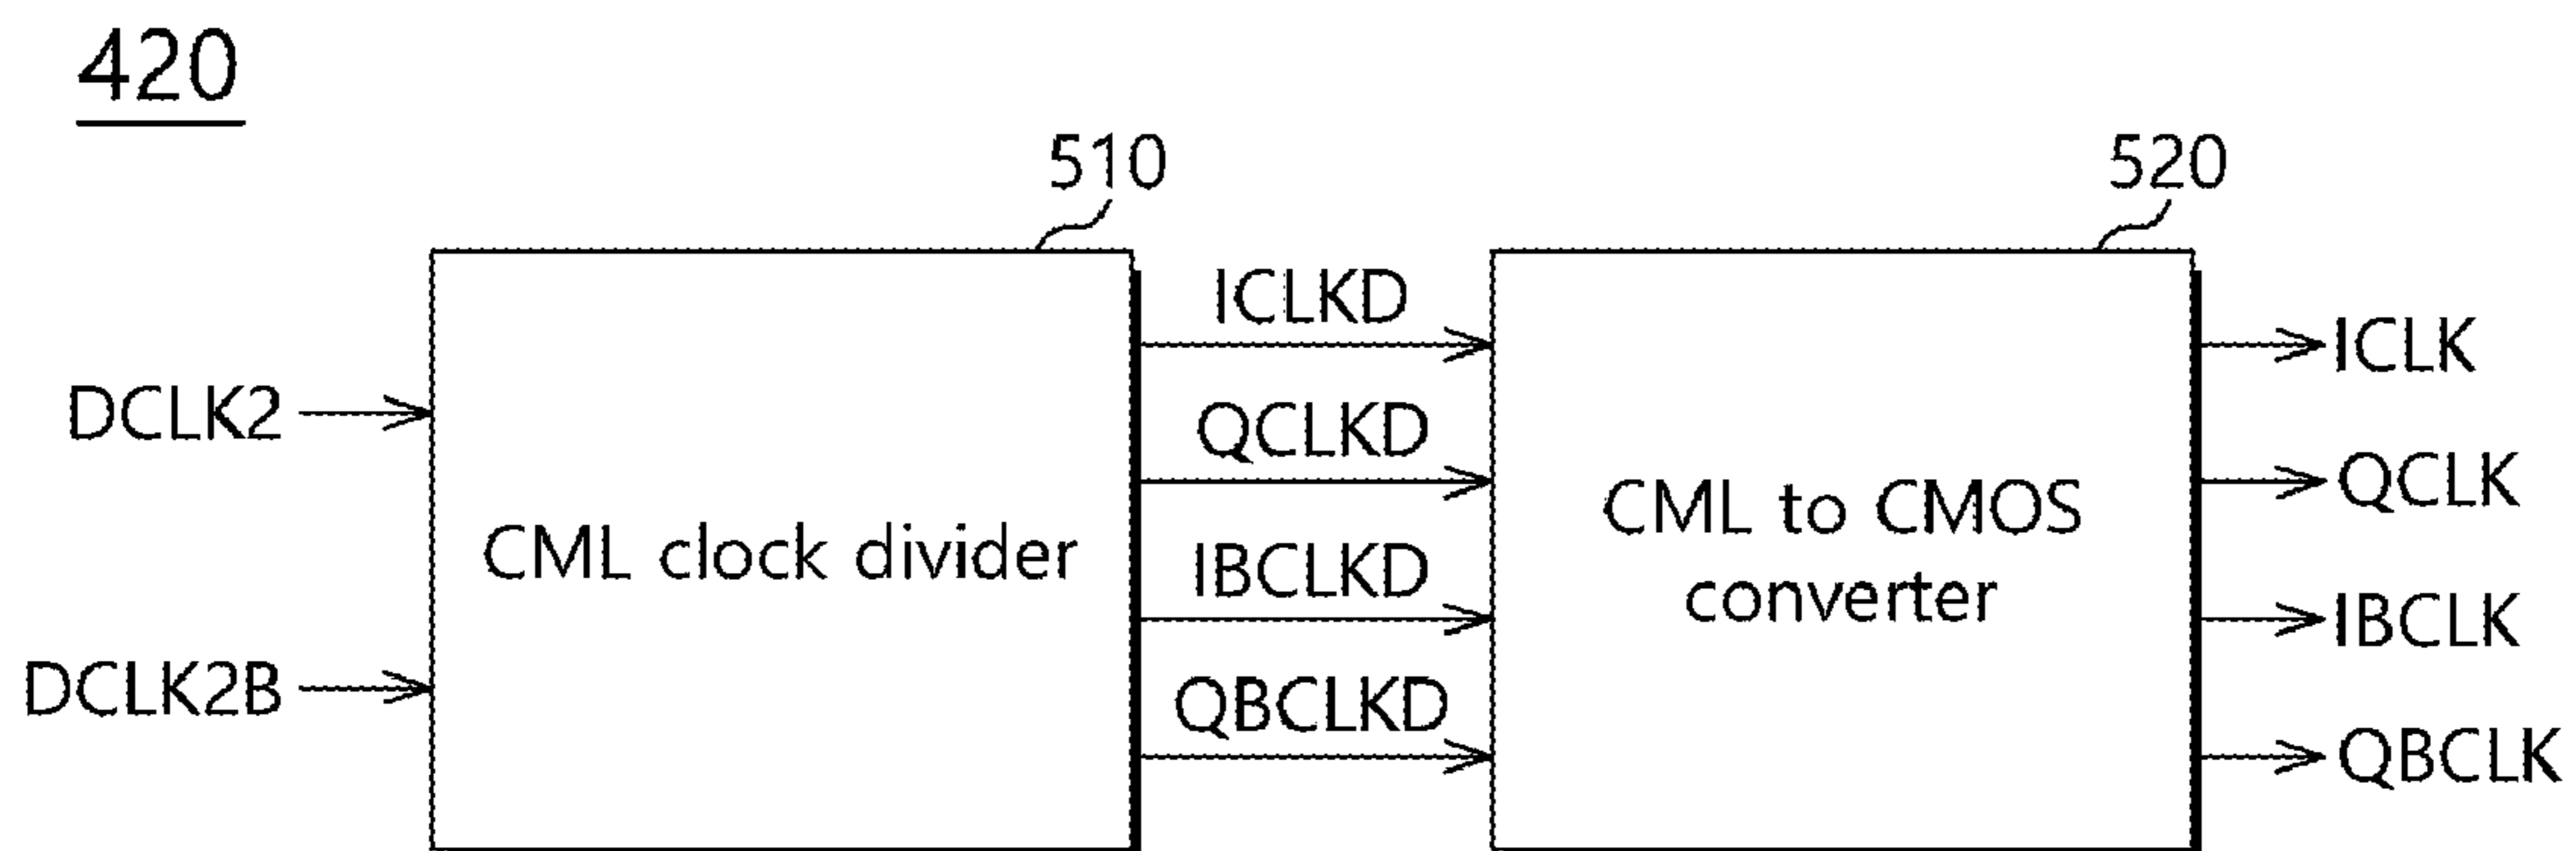 420
510
520
ICLKD
ICLK
DCLK2
QCLKD
QCLK
CML clock divider
CML to CMOS
converter
IBCLKD
IBCLK
DCLK2B
QBCLKD
QBCLK